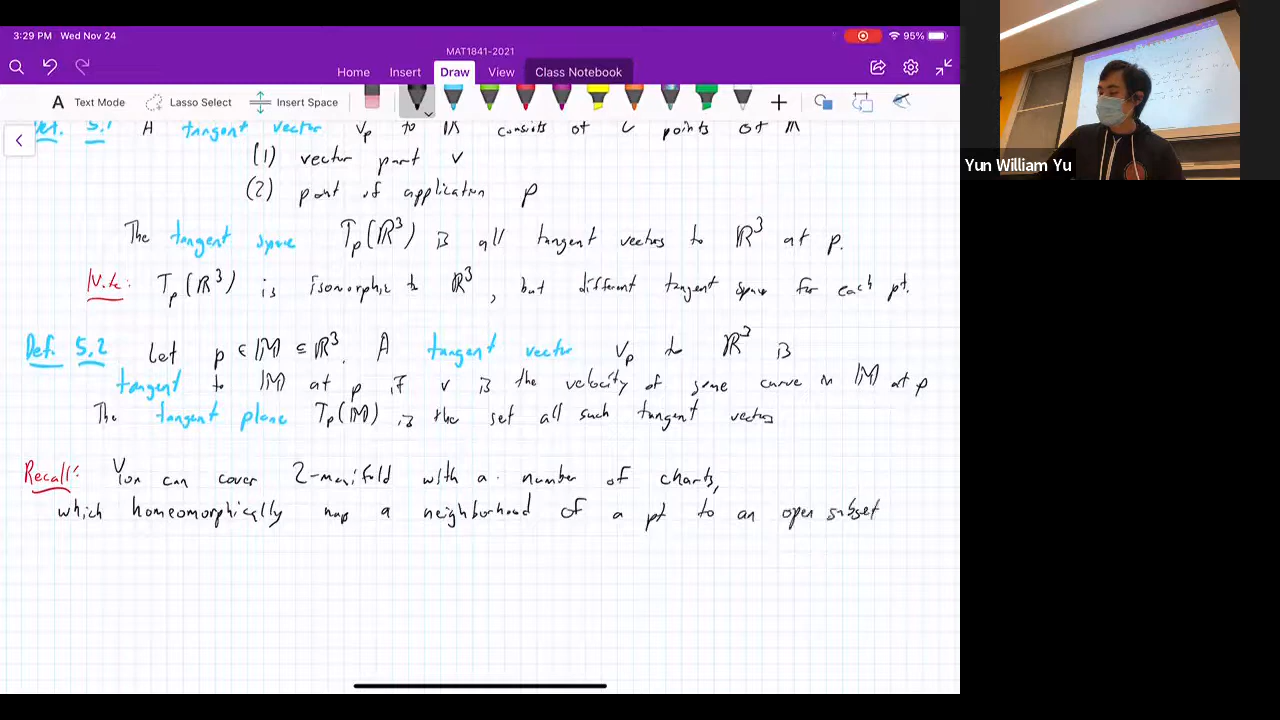 3:29 PM Wed Nov 24
95%
MAT1841-2021
Home Insert Draw View Class Notebook
Text Mode Lasso Select Insert Space
Def. 5.1 A tangent vector vₚ to ℝ consists of 2 points of ℝ
(1) vector part v
(2) point of application p
The tangent space Tₚ(ℝ³) is all tangent vectors to ℝ³ at p.
Note: Tₚ(ℝ³) is isomorphic to ℝ³, but different tangent space for each pt.
Def. 5.2 Let p ∈ 𝕄 ⊆ ℝ³. A tangent vector vₚ to ℝ³ is
tangent to 𝕄 at p if v is the velocity of some curve in 𝕄 at p
The tangent plane Tₚ(𝕄) is the set all such tangent vectors
Recall: You can cover 2-manifold with a number of charts,
which homeomorphically map a neighborhood of a pt to an open subset
Yun William Yu